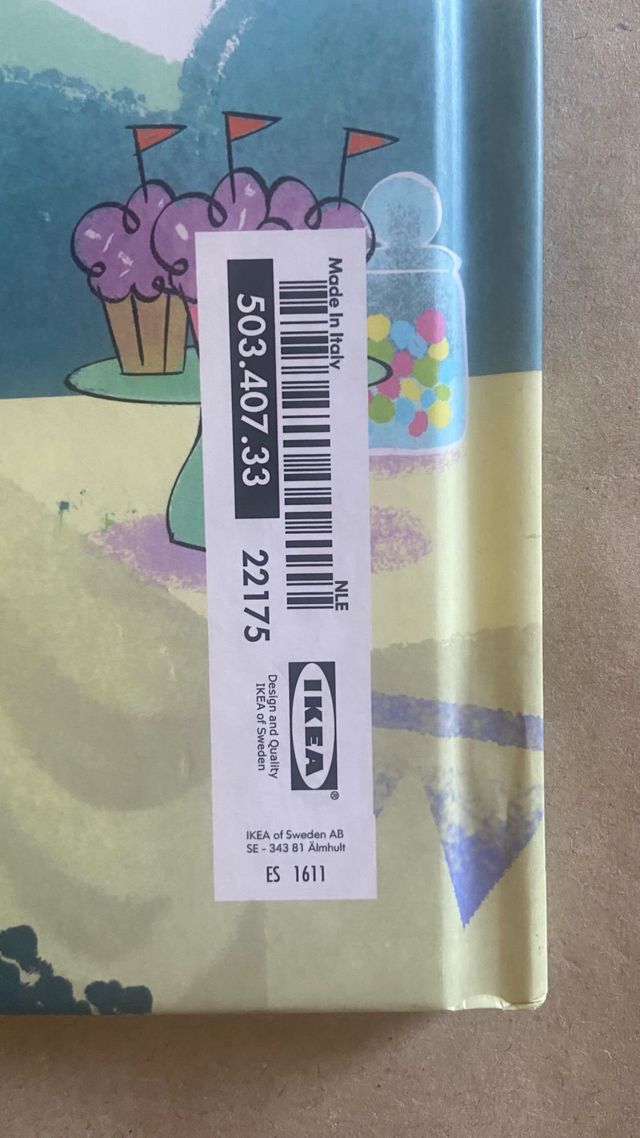 Made In Italy
503.407.33
22175
NLE
IKEA®
Design and Quality
IKEA of Sweden
IKEA of Sweden AB
SE - 343 81 Älmhult
ES 1611